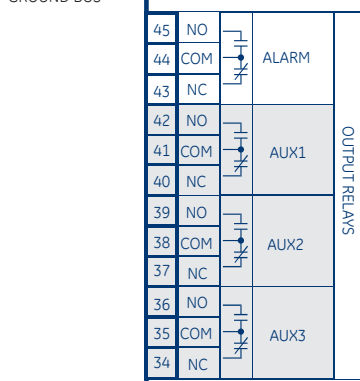 GROUND BUS
45 NO
44 COM ALARM
43 NC
42 NO
41 COM AUX1
40 NC
39 NO
38 COM AUX2
37 NC
36 NO
35 COM AUX3
34 NC
OUTPUT RELAYS